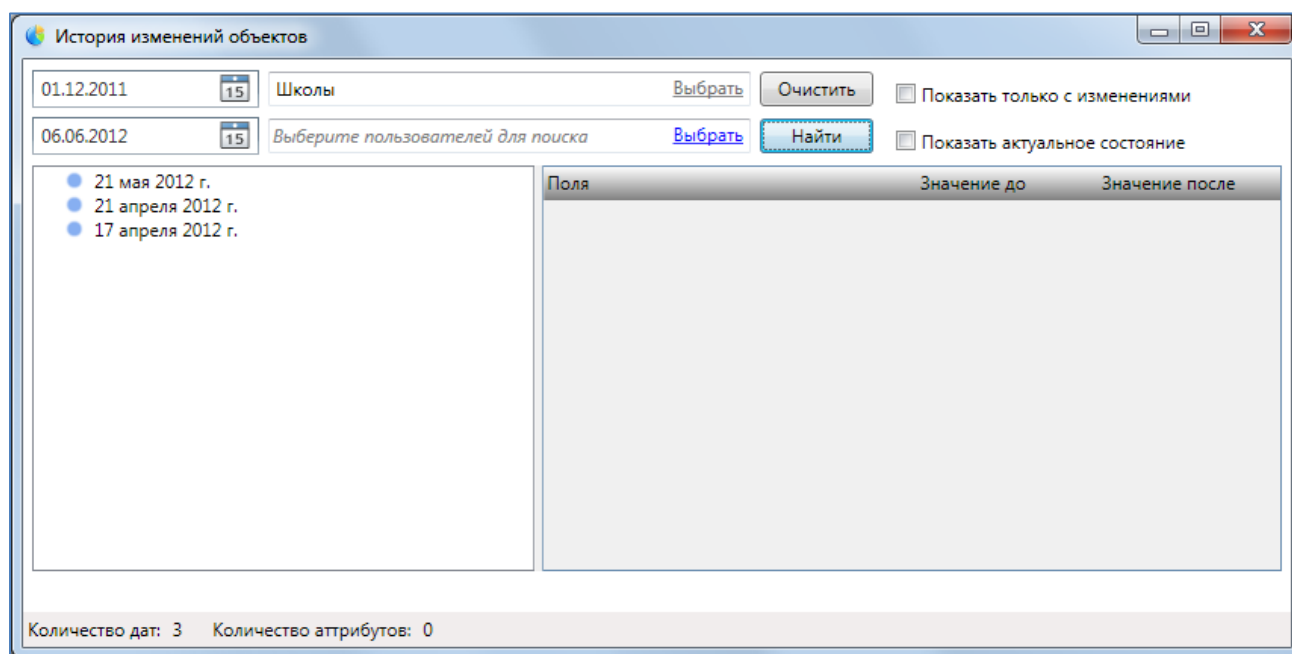 История изменений объектов
01.12.2011 15 Школы Выбрать Очистить Показать только с изменениями
06.06.2012 15 Выберите пользователей для поиска Выбрать Найти Показать актуальное состояние
21 мая 2012 г.
21 апреля 2012 г.
17 апреля 2012 г.
Поля Значение до Значение после
Количество дат: 3 Количество аттрибутов: 0